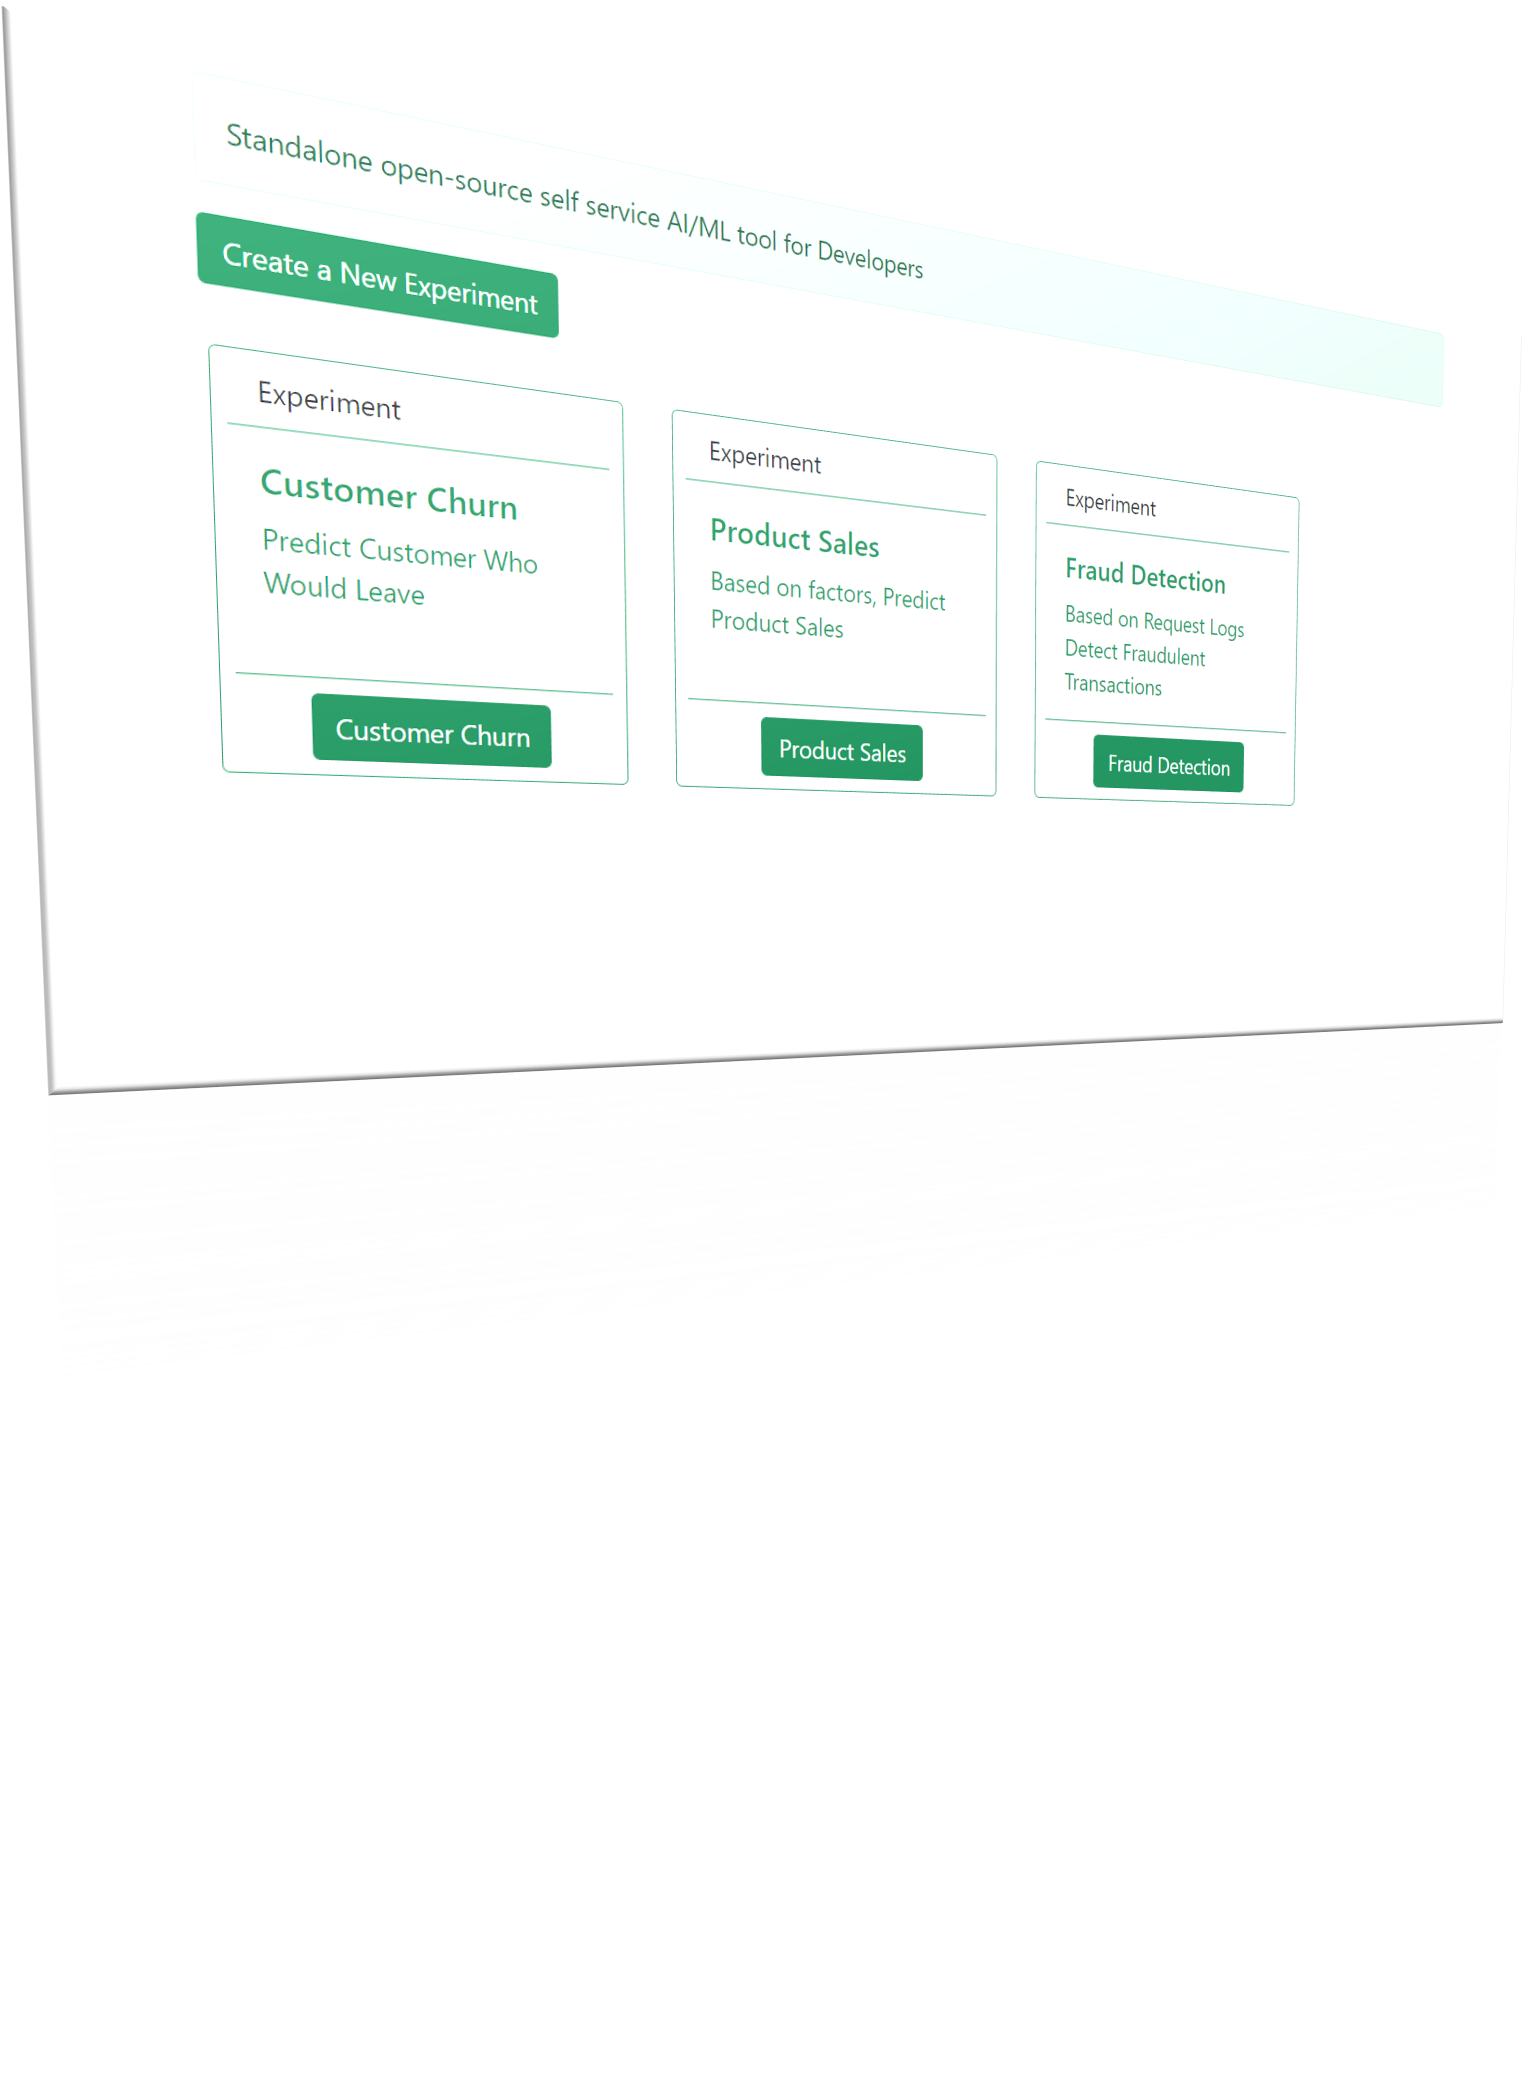 Standalone open-source self service AI/ML tool for Developers
Create a New Experiment
Experiment
Customer Churn
Predict Customer Who
Would Leave
Customer Churn
Experiment
Product Sales
Based on factors, Predict
Product Sales
Product Sales
Experiment
Fraud Detection
Based on Request Logs
Detect Fraudulent
Transactions
Fraud Detection